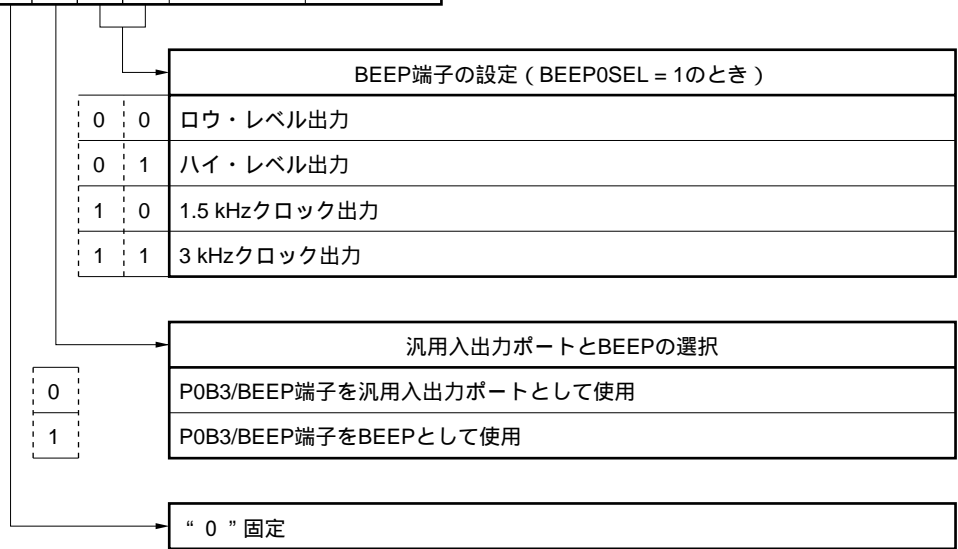 BEEP端子の設定（BEEP0SEL = 1のとき）
0 0 ロウ・レベル出力
0 1 ハイ・レベル出力
1 0 1.5 kHzクロック出力
1 1 3 kHzクロック出力
汎用入出力ポートとBEEPの選択
0 P0B3/BEEP端子を汎用入出力ポートとして使用
1 P0B3/BEEP端子をBEEPとして使用
“０”固定